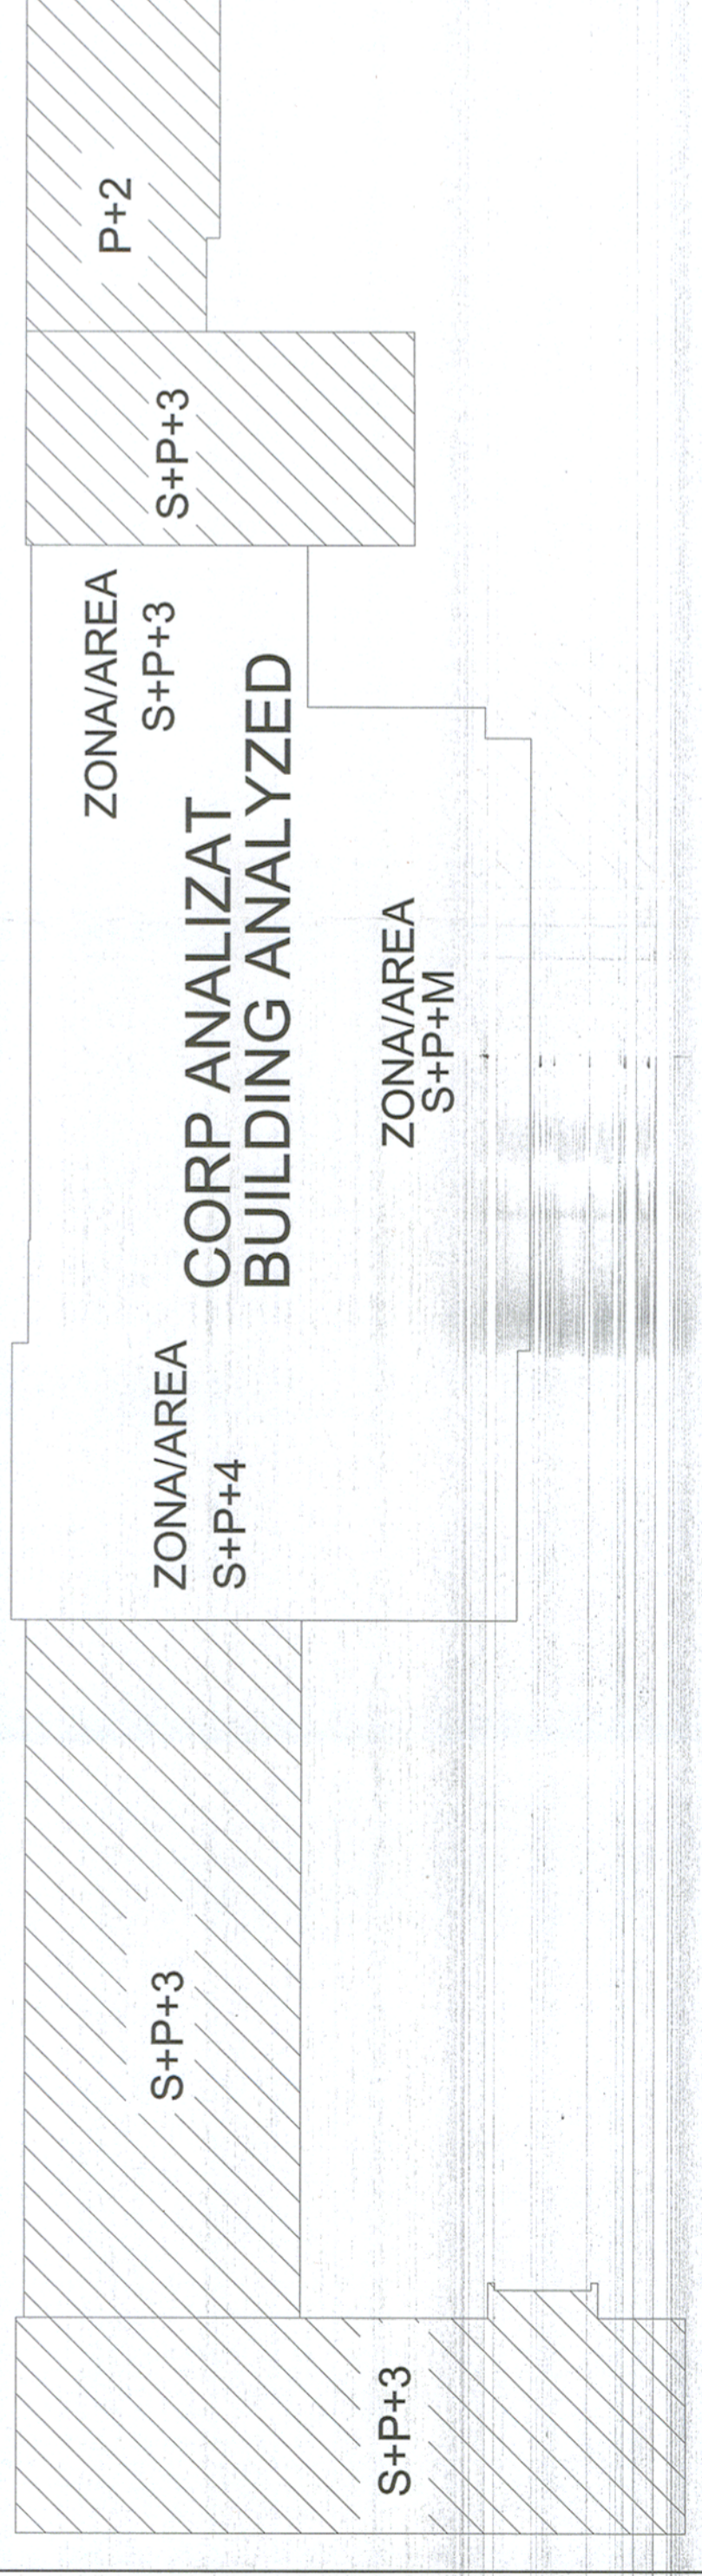 S+P+3
S+P+3
ZONA/AREA
S+P+4
CORP ANALIZAT
BUILDING ANALYZED
ZONA/AREA
S+P+M
ZONA/AREA
S+P+3
S+P+3
P+2